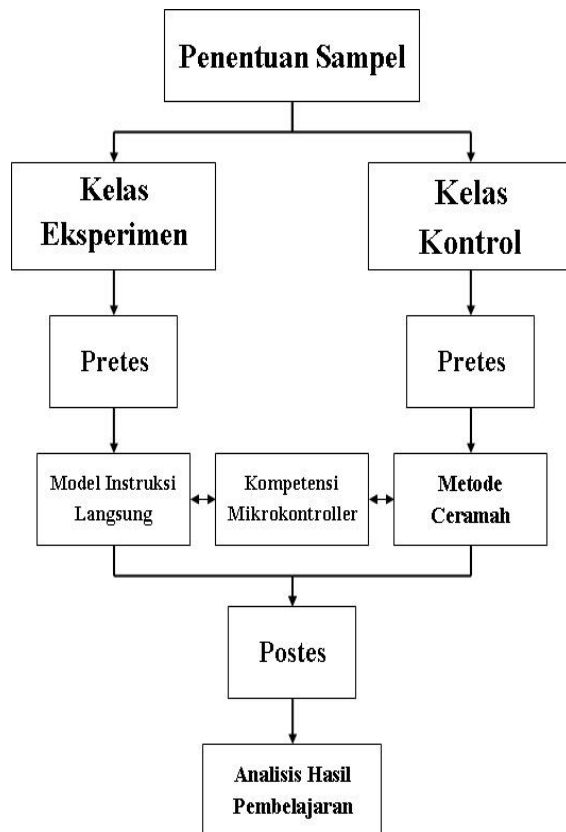 Penentuan Sampel
Kelas
Eksperimen
Kelas
Kontrol
Pretes
Pretes
Model Instruksi
Langsung
Kompetensi
Mikrokontroller
Metode
Ceramah
Postes
Analisis Hasil
Pembelajaran